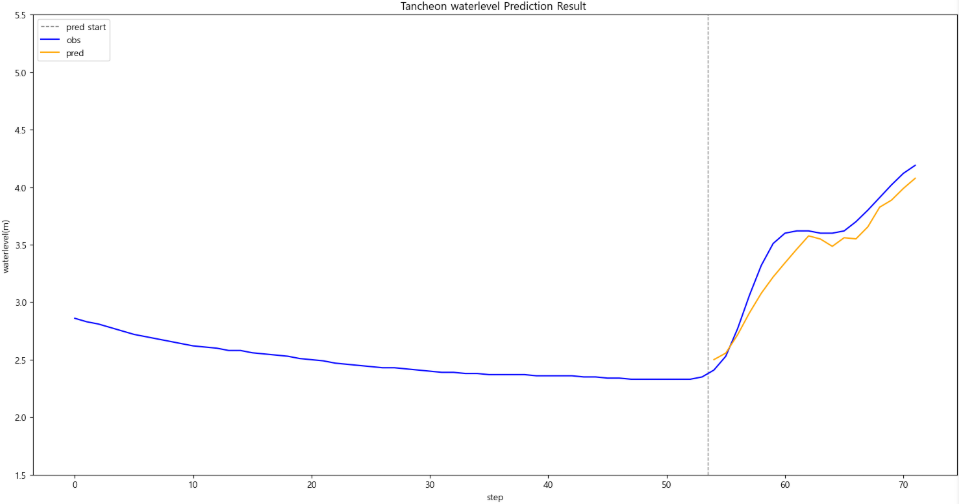 Tancheon waterlevel Prediction Result
pred start
obs
pred
5.5
5.0
4.5
4.0
3.5
3.0
2.5
2.0
1.5
waterlevel(m)
0 10 20 30 40 50 60 70
step